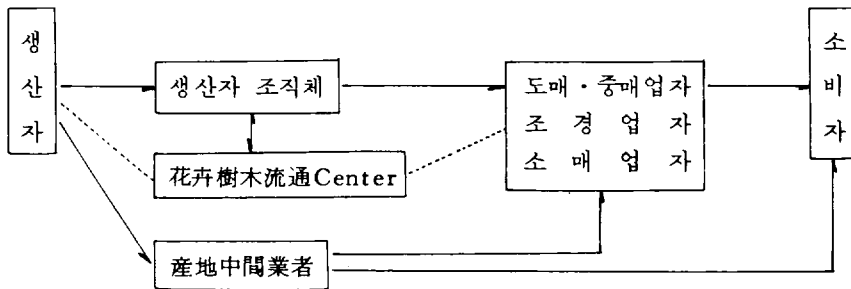 생산자
생산자 조직체
도매·중매업자
조경업자
소매업자
소비자
花卉樹木流通Center
産地中間業者